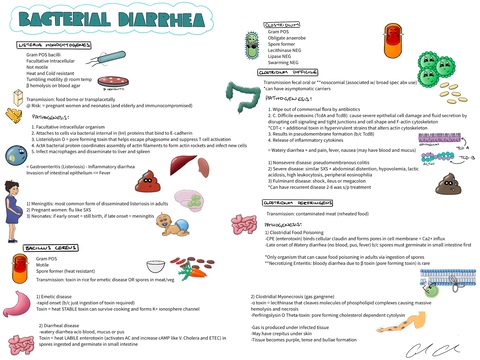 BACTERIAL DIARRHEA
LISTERIA MONOCYTOGENES
Gram POS bacilli
Facultative intracellular
Not motile
Heat and Cold resistant
Tumbling motility @ room temp
β hemolysis on blood agar
Transmission: food borne or transplacentally
@ Risk = pregnant women and neonates (and elderly and immunocompromised)
PATHOGENESIS:
1. Facultative intracellular organism
2. Attaches to cells via bacterial internal in (Inl) proteins that bind to E-cadherin
3. Listeriolysin O = pore forming toxin that helps escape phagosome and suppress T cell activation
4. ActA bacterial protein coordinates assembly of actin filaments to form actin rockets and infect new cells
5. Infect macrophages and disseminate to liver and spleen
= Gastroenteritis (Listeriosis) - Inflammatory diarrhea
Invasion of intestinal epithelium == Fever
1) Meningitis: most common form of disseminated listeriosis in adults
2) Pregnant women: flu like SXS
3) Neonates: if early onset = still birth, if late onset = meningitis
BACILLUS CEREUS
Gram POS
Motile
Spore former (heat resistant)
Transmission: toxin in rice for emetic disease OR spores in meat/veg
1) Emetic disease
-rapid onset (b/c just ingestion of toxin required)
Toxin = heat STABLE toxin can survive cooking and forms K+ ionosphere channel
2) Diarrheal disease
-watery diarrhea w/o blood, mucus or pus
Toxin = heat LABILE enterotoxin (activates AC and increase cAMP like V. Cholera and ETEC) in
spores ingested and germinate in small intestine
CLOSTRIDIUM
Gram POS
Obligate anaerobe
Spore former
Lecithinase NEG
Lipase NEG
Swarming NEG
CLOSTRIDIUM DIFFICILE
Transmission fecal oral or **nosocomial (associated w/ broad spec abx use)
*can have asymptomatic carriers
PATHOGENESIS:
1. Wipe out of commensal flora by antibiotics
2. C. Difficile exotoxins (TcdA and TcdB): cause severe epithelial cell damage and fluid secretion by
disrupting cell signaling and tight junctions and cell shape and F-actin cytoskeleton
*CDT-c = additional toxin in hypervirulent strains that alters actin cytoskeleton
3. Results in pseudomembrane formation (b/c TcdB)
4. Release of inflammatory cytokines
= Watery diarrhea + and pain, fever, nausea (may have blood and mucus)
1) Nonsevere disease: pseudomembranous colitis
2) Severe disease: similar SXS + abdominal distention, hypovolemia, lactic
acidosis, high leukocytosis, peripheral eosinophilia
3) Fulminant disease: shock, ileus or megacolon
*Can have recurrent disease 2-8 wks s/p treatment
CLOSTRIDIUM PERFRINGENS
Transmission: contaminated meat (reheated food)
PATHOGENESIS:
1) Clostridial Food Poisoning
-CPE (enterotoxin) binds cellular claudin and forms pores in cell membrane = Ca2+ influx
-Late onset of Watery diarrhea (no blood, pus, fever) b/c spores must germinate in small intestine first
*Only organism that can cause food poisoning in adults via ingestion of spores
**Necrotizing Enteritis: bloody diarrhea due to β toxin (pore forming toxin) is rare
2) Clostridial Myonecrosis (gas gangrene)
-α toxin = lecithinase that cleaves molecules of phospholipid complexes causing massive
hemolysis and necrosis
-Perfringolysin O Theta toxin: pore forming cholesterol dependent cytolysin
-Gas is produced under infected tissue
-May have crepitus skin
-Tissue becomes purple, tense and bullae formation